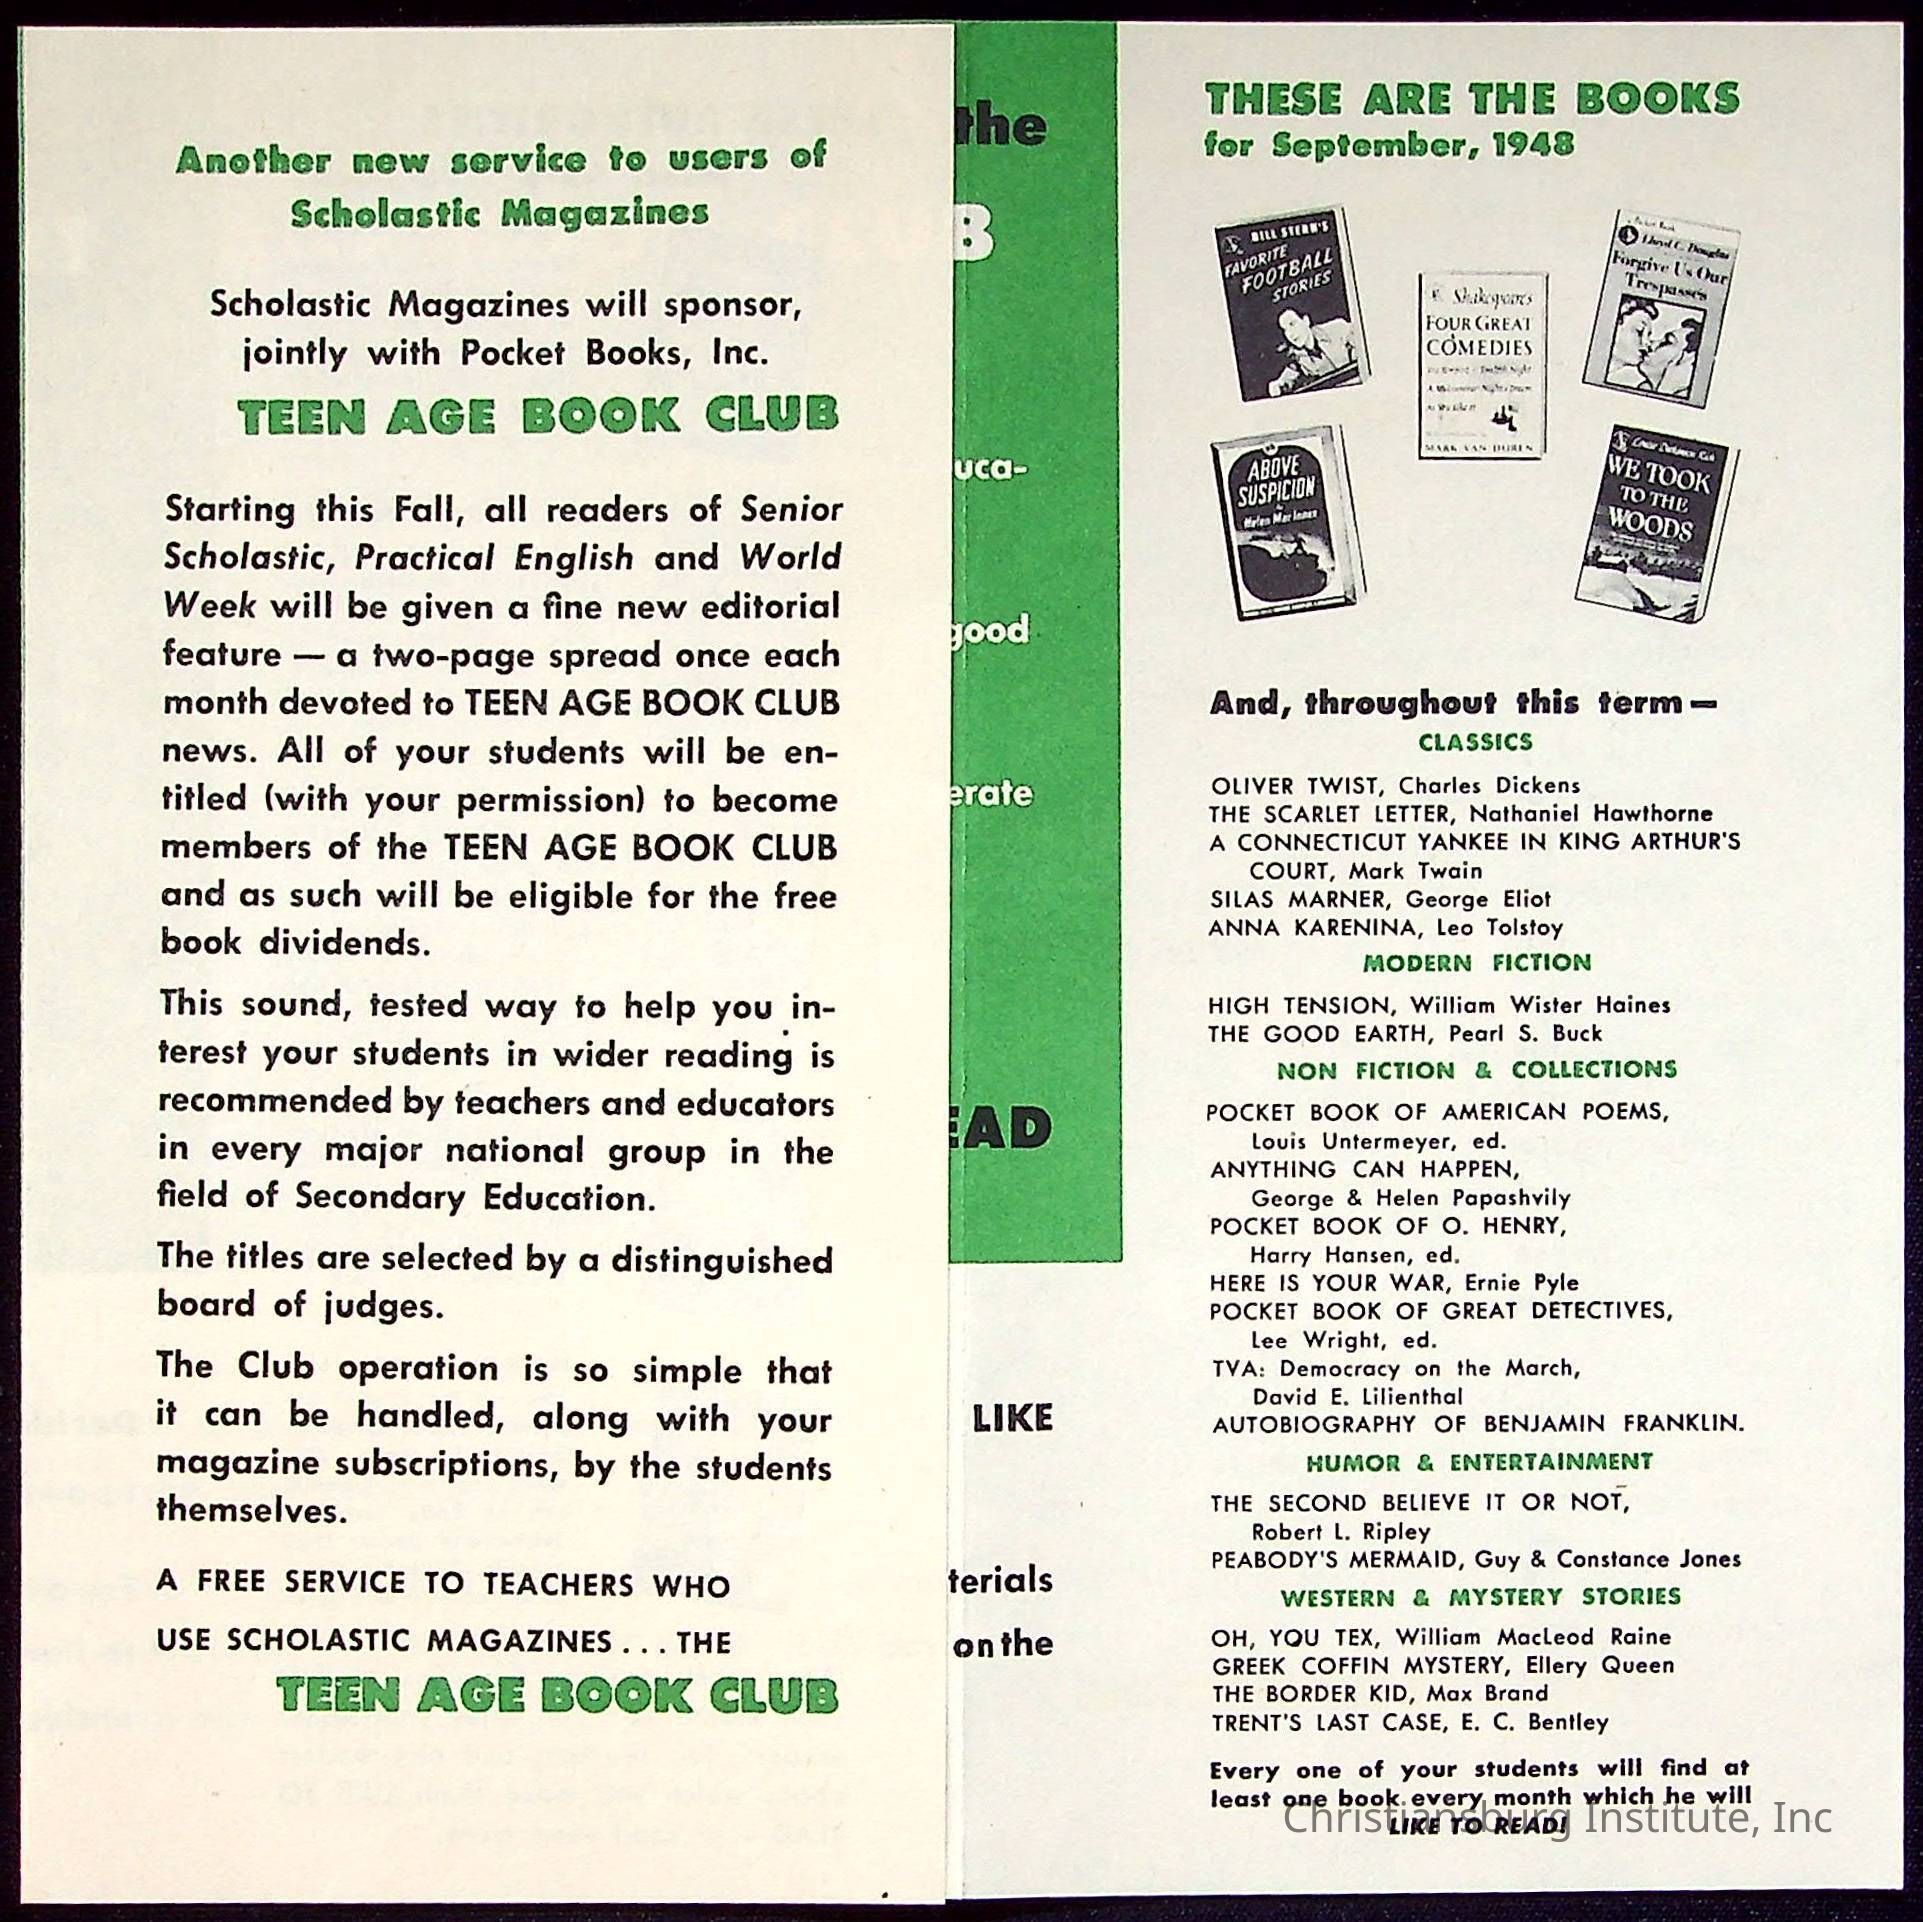 Another new service to users of
Scholastic Magazines
Scholastic Magazines will sponsor,
jointly with Pocket Books, Inc.
TEEN AGE BOOK CLUB
Starting this Fall, all readers of Senior
Scholastic, Practical English and World
Week will be given a fine new editorial
feature — a two-page spread once each
month devoted to TEEN AGE BOOK CLUB
news. All of your students will be en-
titled (with your permission) to become
members of the TEEN AGE BOOK CLUB
and as such will be eligible for the free
book dividends.
This sound, tested way to help you in-
terest your students in wider reading is
recommended by teachers and educators
in every major national group in the
field of Secondary Education.
The titles are selected by a distinguished
board of judges.
The Club operation is so simple that
it can be handled, along with your
magazine subscriptions, by the students
themselves.
A FREE SERVICE TO TEACHERS WHO
USE SCHOLASTIC MAGAZINES . . . THE
TEEN AGE BOOK CLUB
the
B
uca-
good
erate
EAD
LIKE
terials
on the
THESE ARE THE BOOKS
for September, 1948
BILL STERN'S
FAVORITE
FOOTBALL
STORIES
Shakespeare's
FOUR GREAT
COMEDIES
MARK VAN DOREN
Lloyd C. Douglas
Forgive Us Our
Trespasses
ABOVE
SUSPICION
by
Helen MacInnes
WE TOOK
TO THE
WOODS
And, throughout this term —
CLASSICS
OLIVER TWIST, Charles Dickens
THE SCARLET LETTER, Nathaniel Hawthorne
A CONNECTICUT YANKEE IN KING ARTHUR'S
COURT, Mark Twain
SILAS MARNER, George Eliot
ANNA KARENINA, Leo Tolstoy
MODERN FICTION
HIGH TENSION, William Wister Haines
THE GOOD EARTH, Pearl S. Buck
NON FICTION & COLLECTIONS
POCKET BOOK OF AMERICAN POEMS,
Louis Untermeyer, ed.
ANYTHING CAN HAPPEN,
George & Helen Papashvily
POCKET BOOK OF O. HENRY,
Harry Hansen, ed.
HERE IS YOUR WAR, Ernie Pyle
POCKET BOOK OF GREAT DETECTIVES,
Lee Wright, ed.
TVA: Democracy on the March,
David E. Lilienthal
AUTOBIOGRAPHY OF BENJAMIN FRANKLIN.
HUMOR & ENTERTAINMENT
THE SECOND BELIEVE IT OR NOT,
Robert L. Ripley
PEABODY'S MERMAID, Guy & Constance Jones
WESTERN & MYSTERY STORIES
OH, YOU TEX, William MacLeod Raine
GREEK COFFIN MYSTERY, Ellery Queen
THE BORDER KID, Max Brand
TRENT'S LAST CASE, E. C. Bentley
Every one of your students will find at
least one book every month which he will
LIKE TO READ!
Christiansburg Institute, Inc